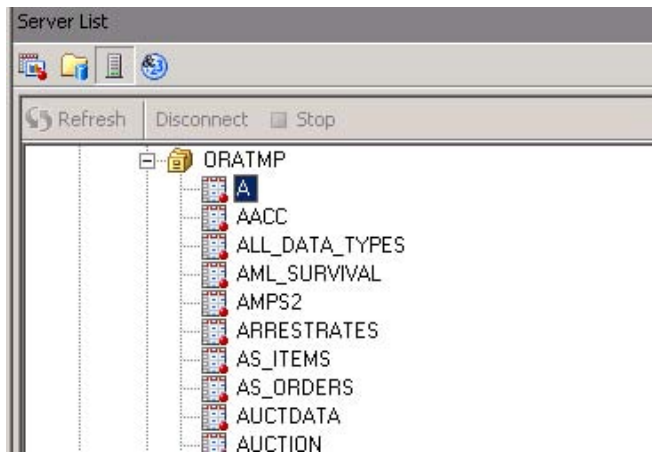 Server List
Refresh Disconnect Stop
ORATMP
A
AACC
ALL_DATA_TYPES
AML_SURVIVAL
AMPS2
ARRESTRATES
AS_ITEMS
AS_ORDERS
AUCTDATA
AUCTION